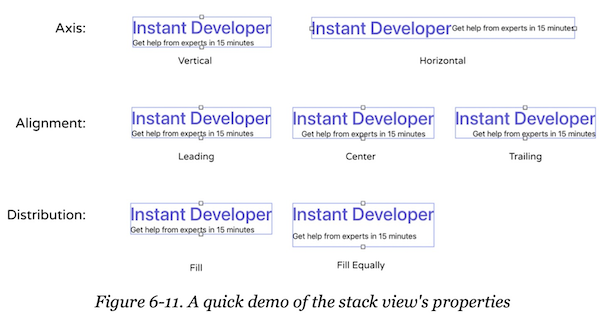 Axis:
Instant Developer
Get help from experts in 15 minutes
Vertical
Instant Developer Get help from experts in 15 minutes
Horizontal
Alignment:
Instant Developer
Get help from experts in 15 minutes
Leading
Instant Developer
Get help from experts in 15 minutes
Center
Instant Developer
Get help from experts in 15 minutes
Trailing
Distribution:
Instant Developer
Get help from experts in 15 minutes
Fill
Instant Developer
Get help from experts in 15 minutes
Fill Equally
Figure 6-11. A quick demo of the stack view's properties